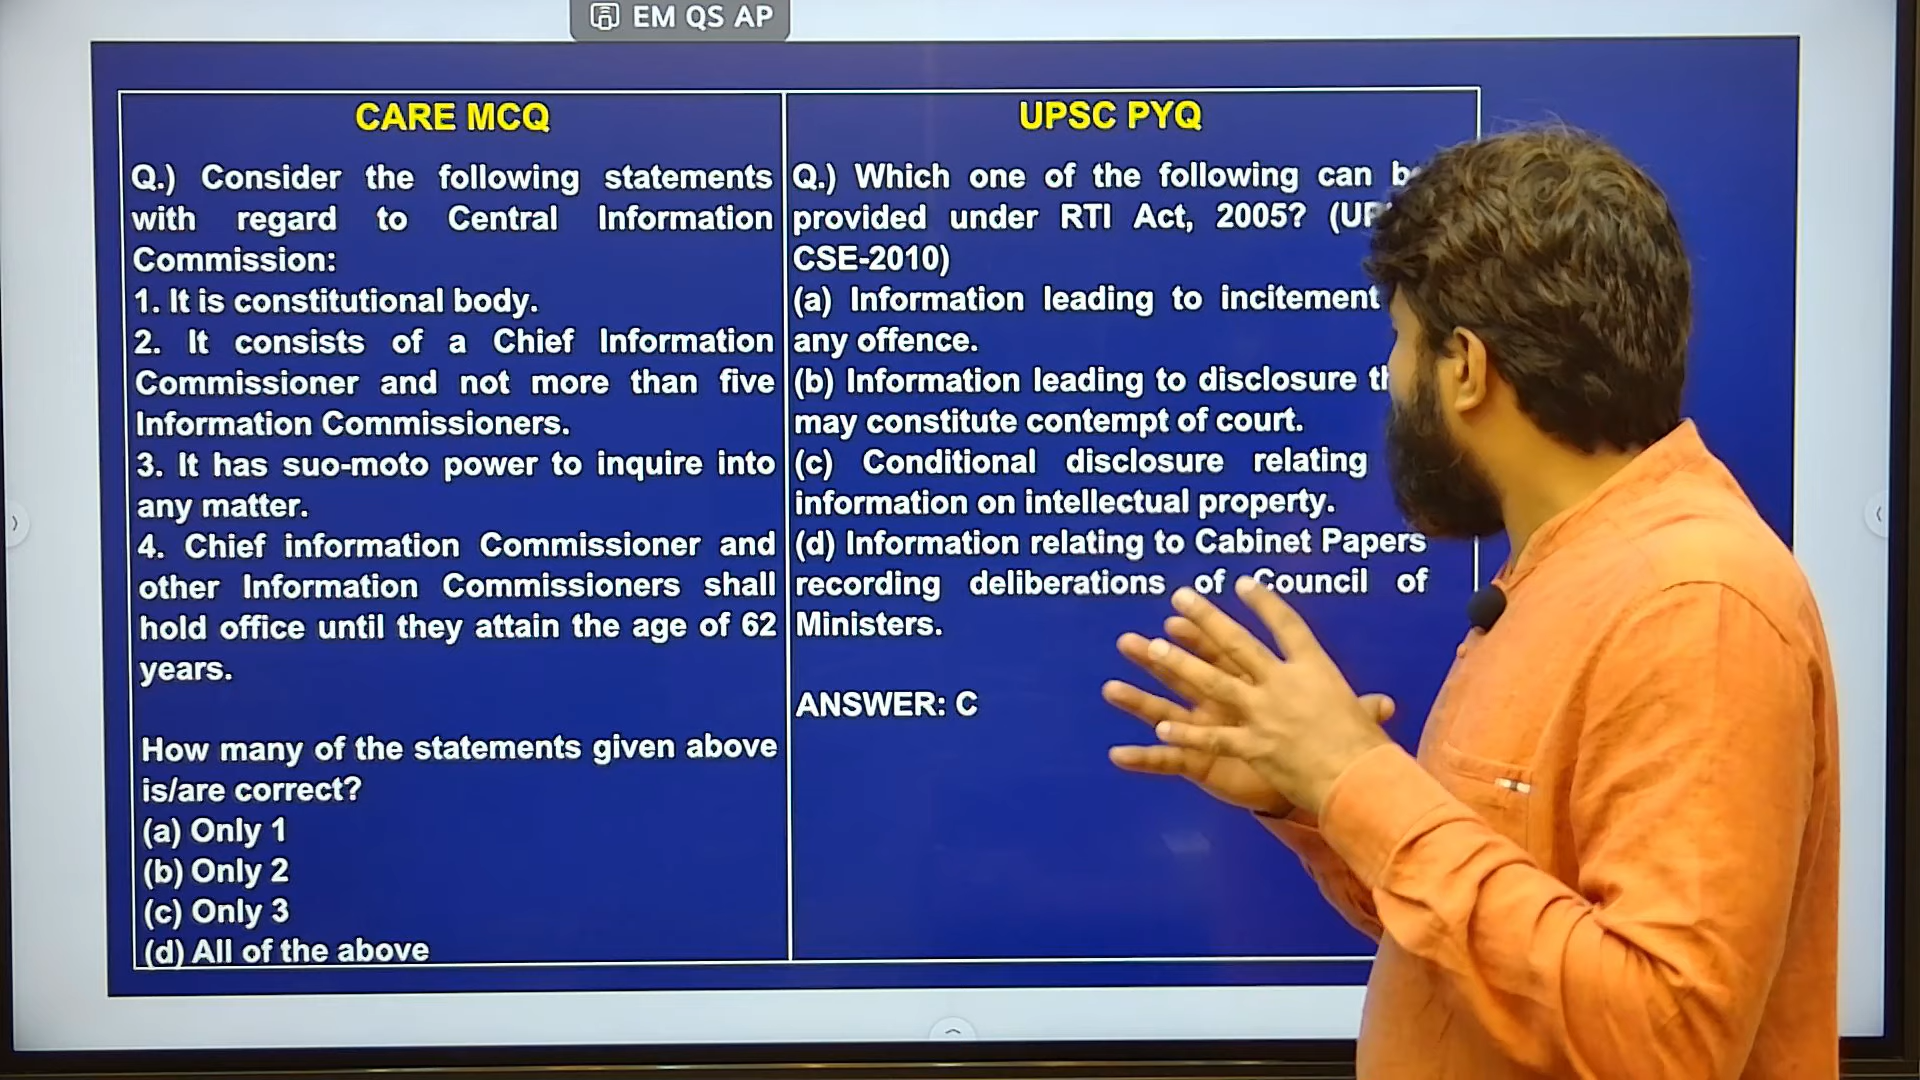 EM QS AP
CARE MCQ
Q.) Consider the following statements
with regard to Central Information
Commission:
1. It is constitutional body.
2. It consists of a Chief Information
Commissioner and not more than five
Information Commissioners.
3. It has suo-moto power to inquire into
any matter.
4. Chief information Commissioner and
other Information Commissioners shall
hold office until they attain the age of 62
years.
How many of the statements given above
is/are correct?
(a) Only 1
(b) Only 2
(c) Only 3
(d) All of the above
UPSC PYQ
Q.) Which one of the following can
provided under RTI Act, 2005?
CSE-2010)
(a) Information leading to incitement
any offence.
(b) Information leading to disclosure
may constitute contempt of court.
(c) Conditional disclosure relating
information on intellectual property.
(d) Information relating to Cabinet Papers
recording deliberations of Council of
Ministers.
ANSWER: C